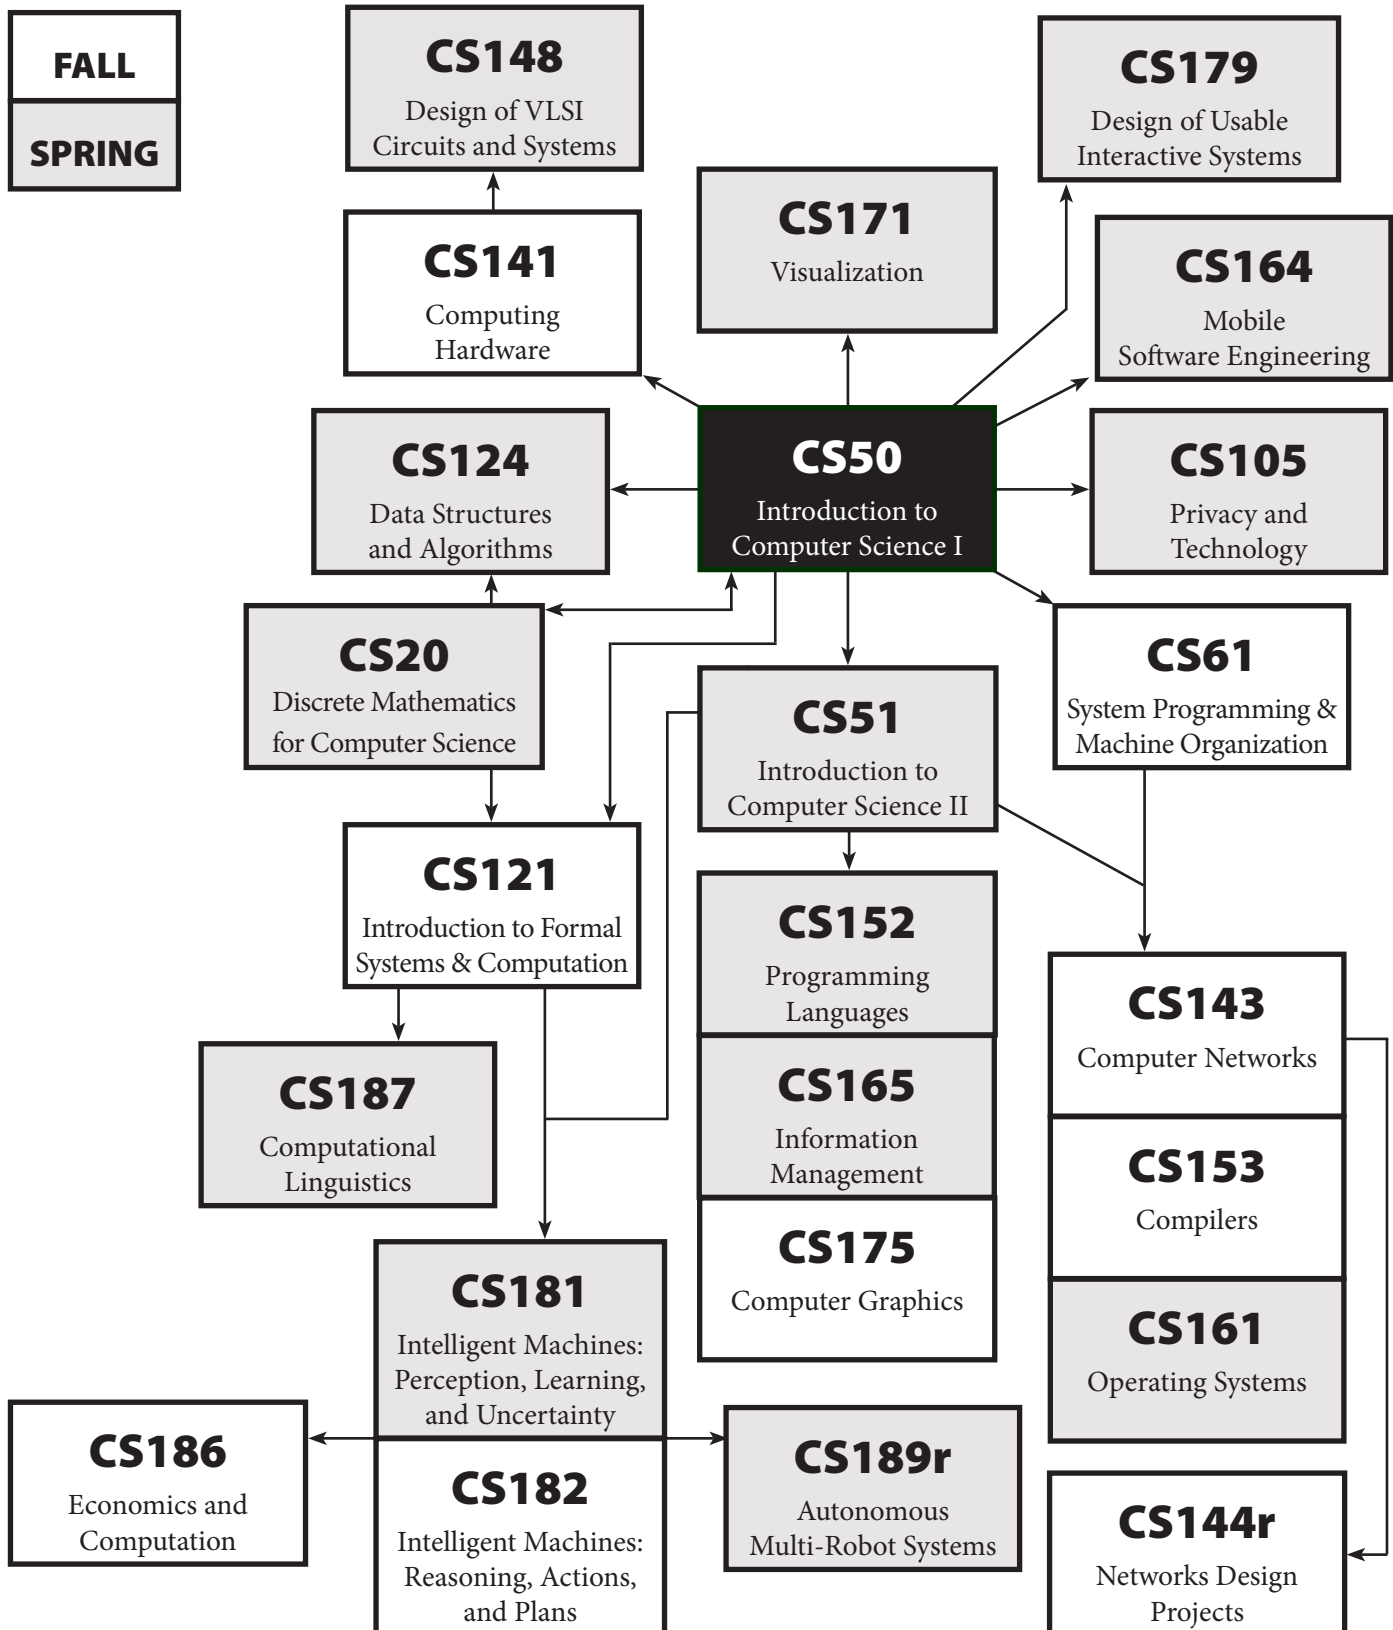 FALL
SPRING
CS148
Design of VLSI
Circuits and Systems
CS179
Design of Usable
Interactive Systems
CS171
Visualization
CS141
Computing
Hardware
CS164
Mobile
Software Engineering
CS124
Data Structures
and Algorithms
CS50
Introduction to
Computer Science I
CS105
Privacy and
Technology
CS20
Discrete Mathematics
for Computer Science
CS51
Introduction to
Computer Science II
CS61
System Programming &
Machine Organization
CS121
Introduction to Formal
Systems & Computation
CS152
Programming
Languages
CS143
Computer Networks
CS187
Computational
Linguistics
CS165
Information
Management
CS153
Compilers
CS175
Computer Graphics
CS161
Operating Systems
CS181
Intelligent Machines:
Perception, Learning,
and Uncertainty
CS186
Economics and
Computation
CS182
Intelligent Machines:
Reasoning, Actions,
and Plans
CS189r
Autonomous
Multi-Robot Systems
CS144r
Networks Design
Projects